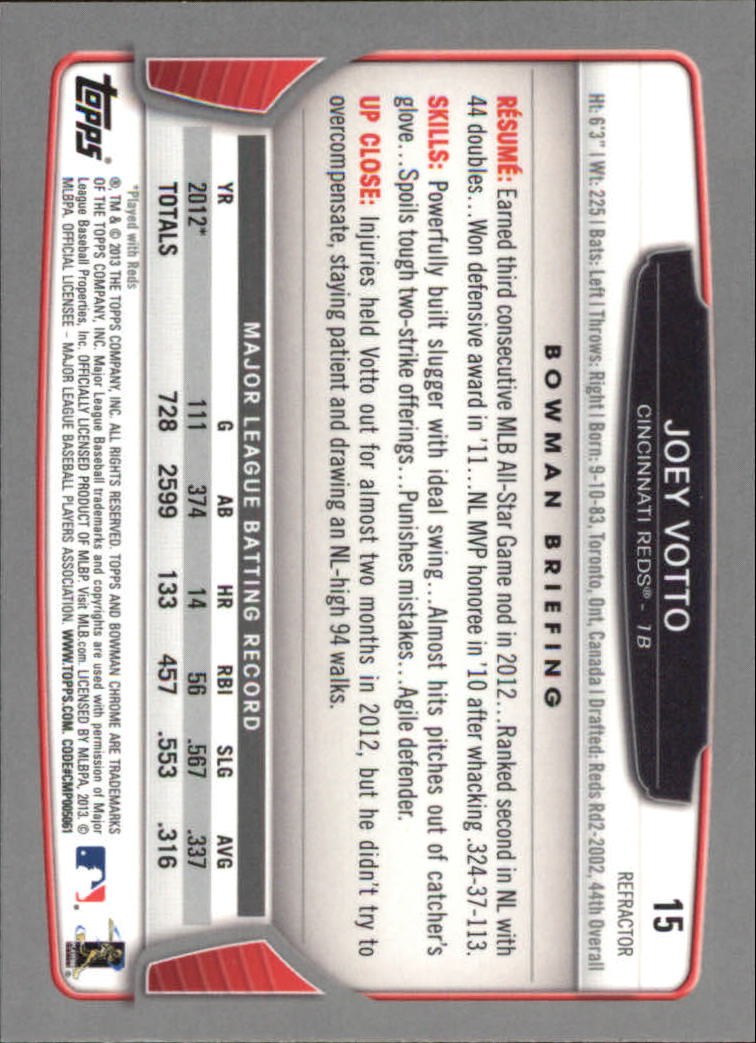 15
REFRACTOR
JOEY VOTTO
CINCINNATI REDS® - 1B
Ht: 6'3" | Wt: 225 | Bats: Left | Throws: Right | Born: 9-10-83, Toronto, Ont, Canada | Drafted: Reds Rd2-2002, 44th Overall
BOWMAN BRIEFING
RÉSUMÉ: Earned third consecutive MLB All-Star Game nod in 2012...Ranked second in NL with
44 doubles...Won defensive award in '11...NL MVP honoree in '10 after whacking .324-37-113.
SKILLS: Powerfully built slugger with ideal swing...Almost hits pitches out of catcher's
glove...Spoils tough two-strike offerings...Punishes mistakes...Agile defender.
UP CLOSE: Injuries held Votto out for almost two months in 2012, but he didn't try to
overcompensate, staying patient and drawing an NL-high 94 walks.
MAJOR LEAGUE BATTING RECORD
YR G AB HR RBI SLG AVG
2012* 111 374 14 56 .567 .337
TOTALS 728 2599 133 457 .553 .316
*Played with Reds
topps®
®, TM & © 2013 THE TOPPS COMPANY, INC. ALL RIGHTS RESERVED. TOPPS AND BOWMAN CHROME ARE TRADEMARKS
OF THE TOPPS COMPANY, INC. Major League Baseball trademarks and copyrights are used with permission of Major
League Baseball Properties, Inc. OFFICIALLY LICENSED PRODUCT OF MLBP. Visit MLB.com. LICENSED BY MLBPA, 2013. ©
MLBPA. OFFICIAL LICENSEE – MAJOR LEAGUE BASEBALL PLAYERS ASSOCIATION. WWW.TOPPS.COM. CODE#CMP005061